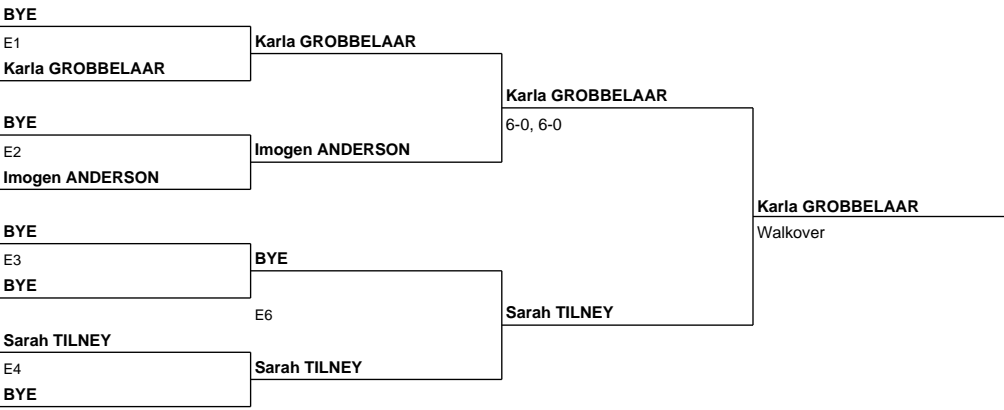 BYE
E1
Karla GROBBELAAR
Karla GROBBELAAR
Karla GROBBELAAR
BYE
6-0, 6-0
E2
Imogen ANDERSON
Imogen ANDERSON
Karla GROBBELAAR
BYE
Walkover
E3
BYE
BYE
E6
Sarah TILNEY
Sarah TILNEY
E4
Sarah TILNEY
BYE